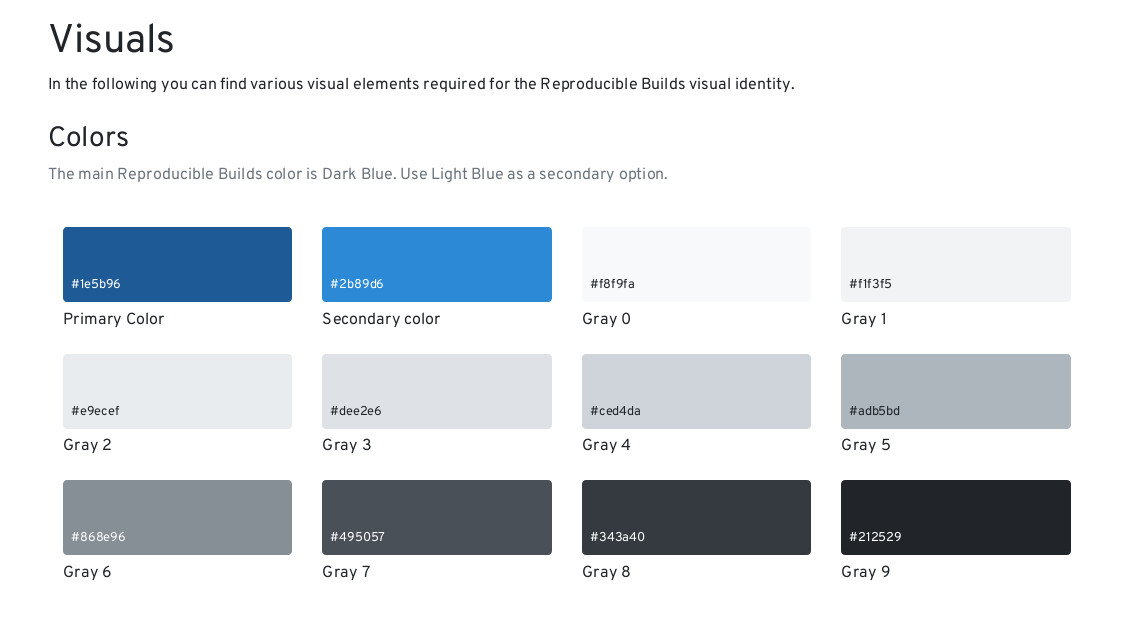 Visuals
In the following you can find various visual elements required for the Reproducible Builds visual identity.
Colors
The main Reproducible Builds color is Dark Blue. Use Light Blue as a secondary option.
#1e5b96
Primary Color
#2b89d6
Secondary color
#f8f9fa
Gray 0
#f1f3f5
Gray 1
#e9ecef
Gray 2
#dee2e6
Gray 3
#ced4da
Gray 4
#adb5bd
Gray 5
#868e96
Gray 6
#495057
Gray 7
#343a40
Gray 8
#212529
Gray 9